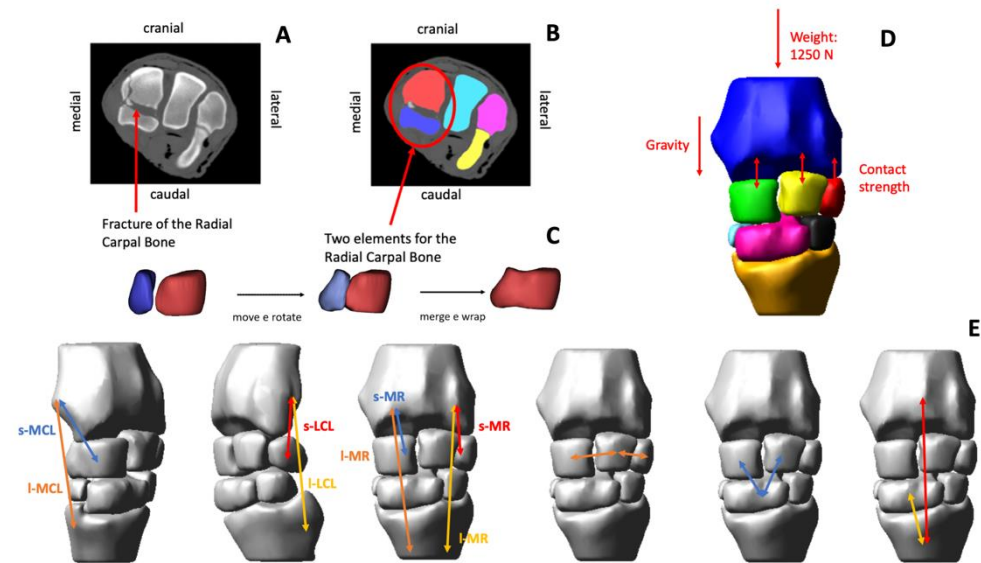 cranial
A
medial
lateral
caudal
Fracture of the Radial
Carpal Bone
cranial
B
medial
lateral
caudal
Two elements for the
Radial Carpal Bone
C
move e rotate
merge e wrap
D
Weight:
1250 N
Gravity
Contact
strength
E
s-MCL
l-MCL
s-LCL
l-LCL
s-MR
l-MR
s-MR
l-MR